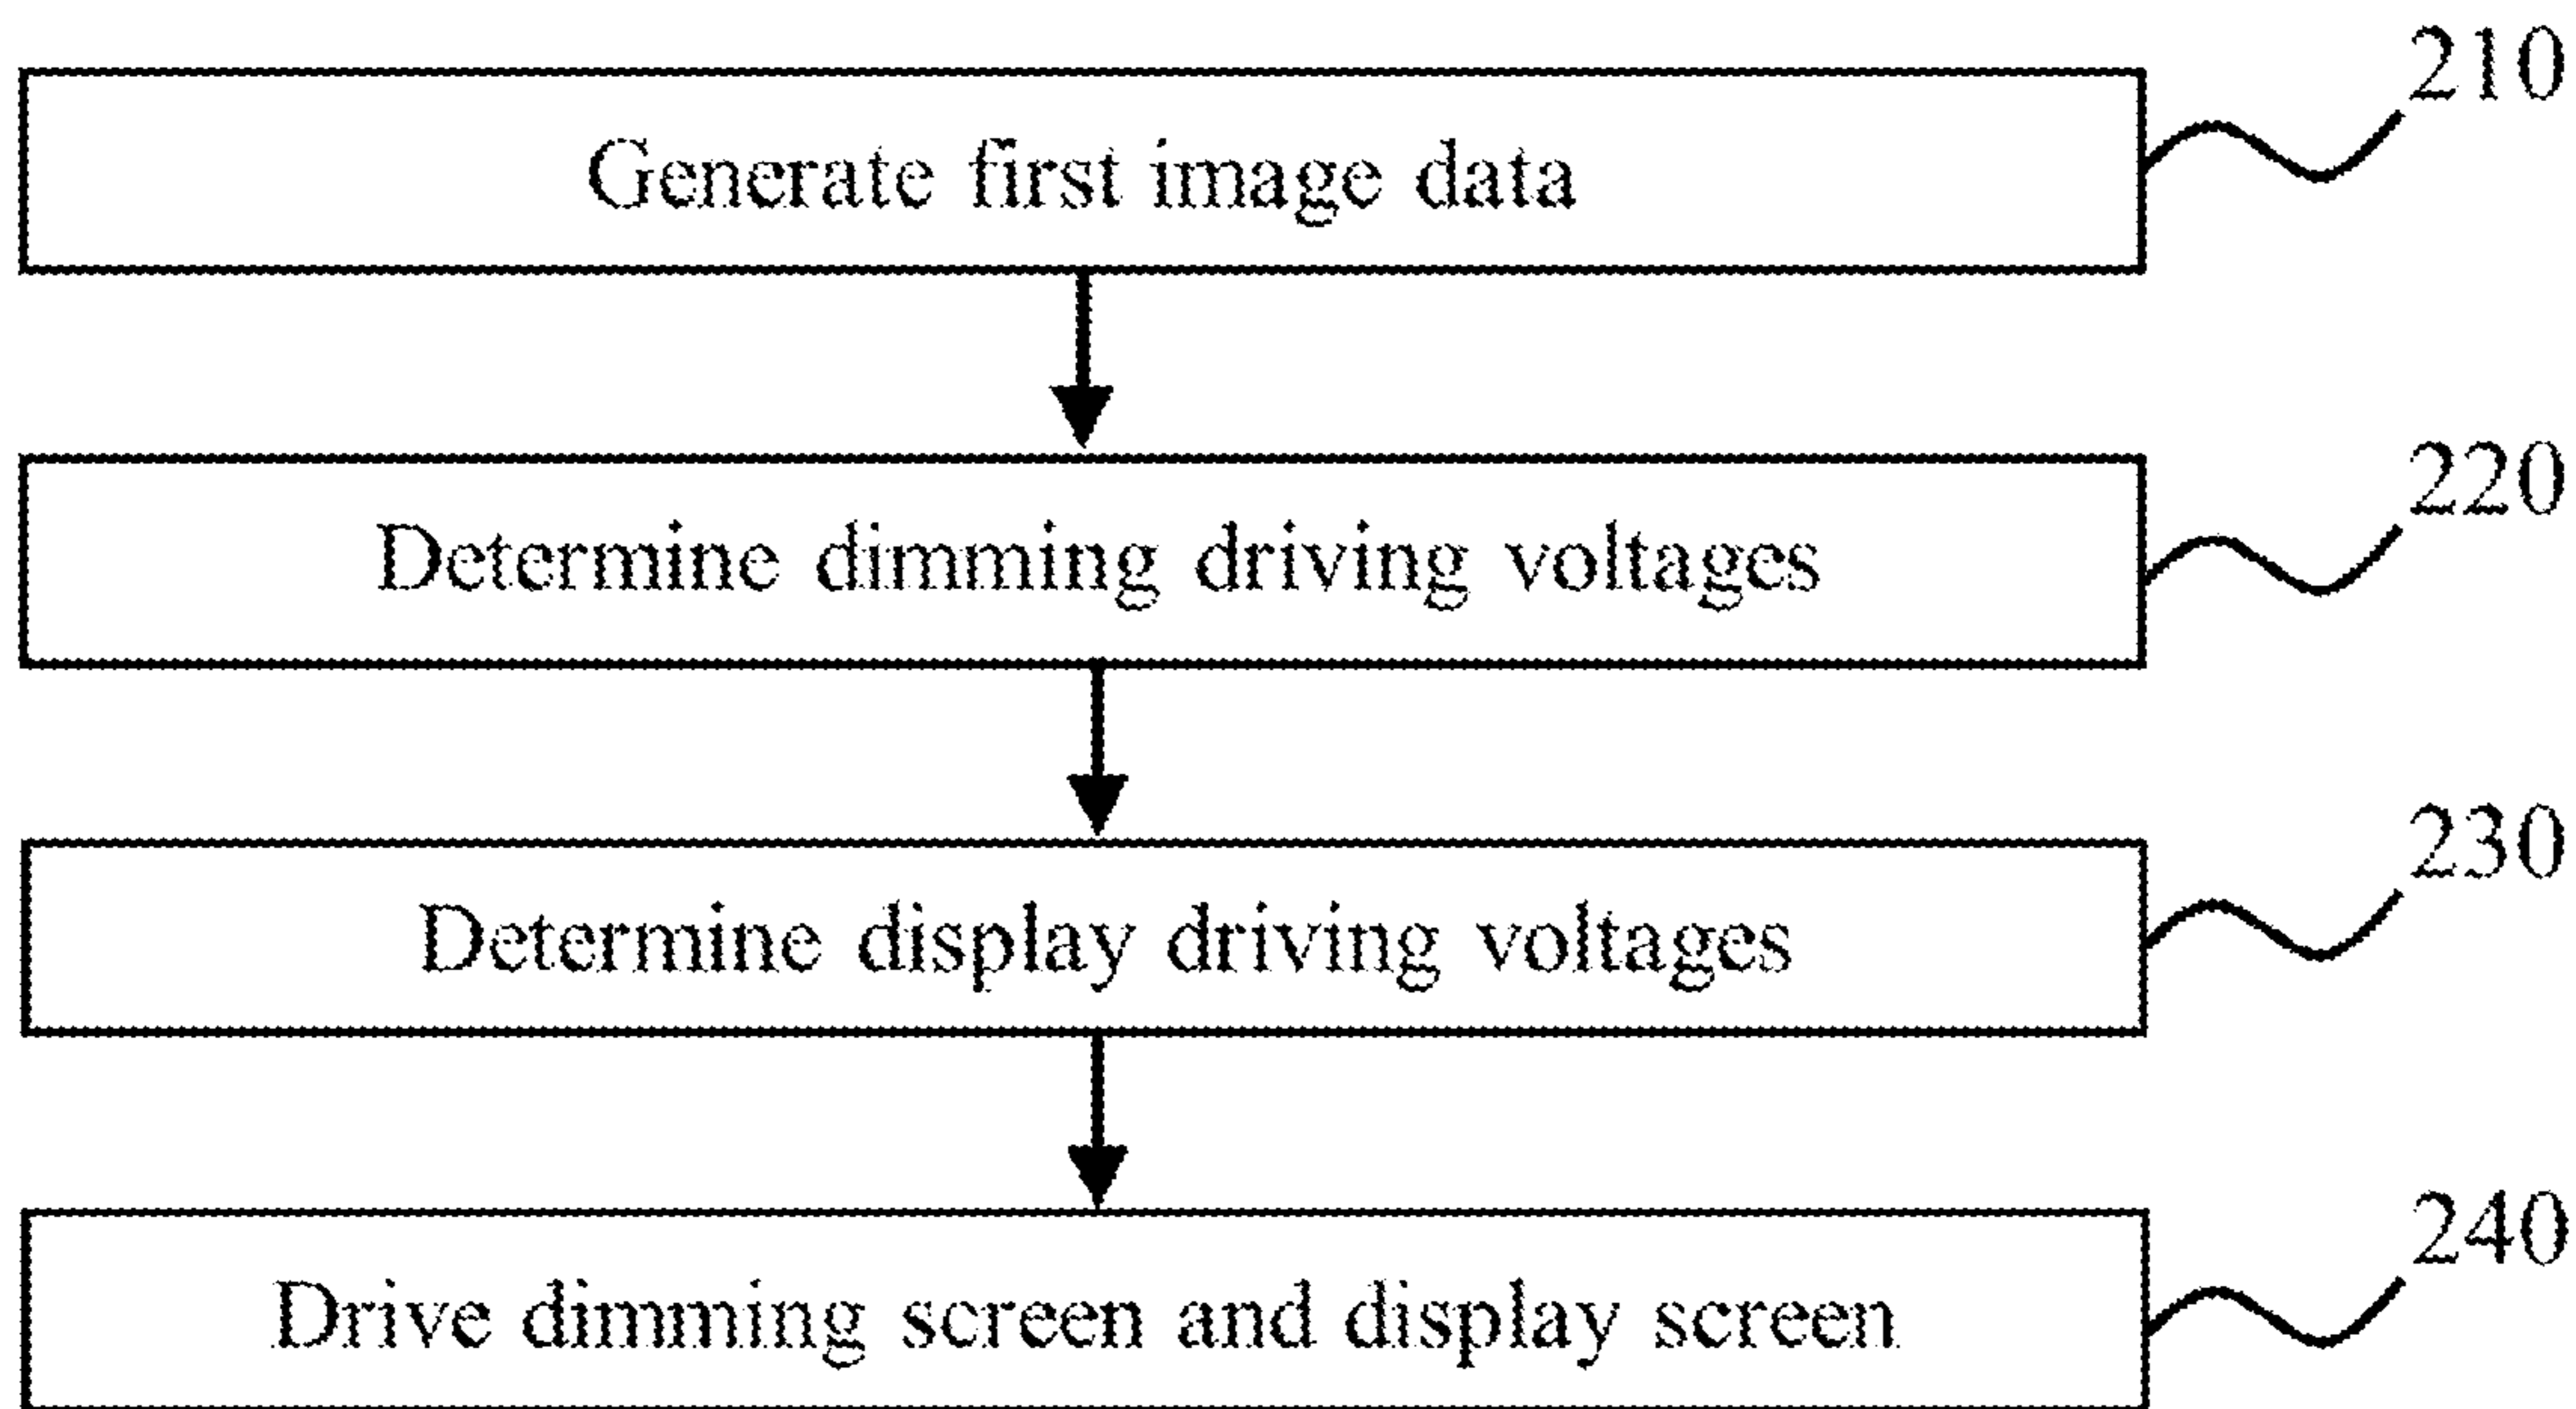 210
Generate first image data
220
Determine dimming driving voltages
230
Determine display driving voltages
240
Drive dimming screen and display screen